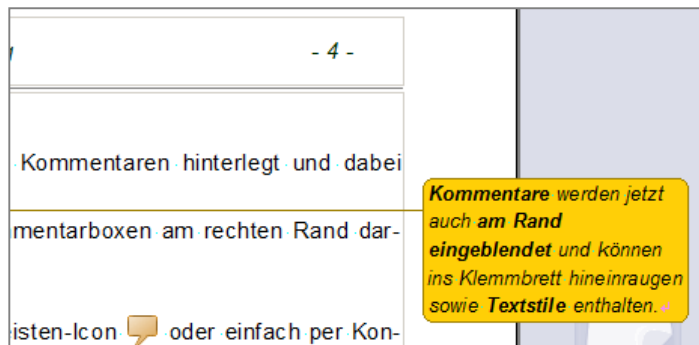 - 4 -
Kommentaren hinterlegt und dabei
mentarboxen am rechten Rand dar-
isten-Icon oder einfach per Kon-
Kommentare werden jetzt
auch am Rand
eingeblendet und können
ins Klemmbrett hineinraugen
sowie Textstile enthalten.